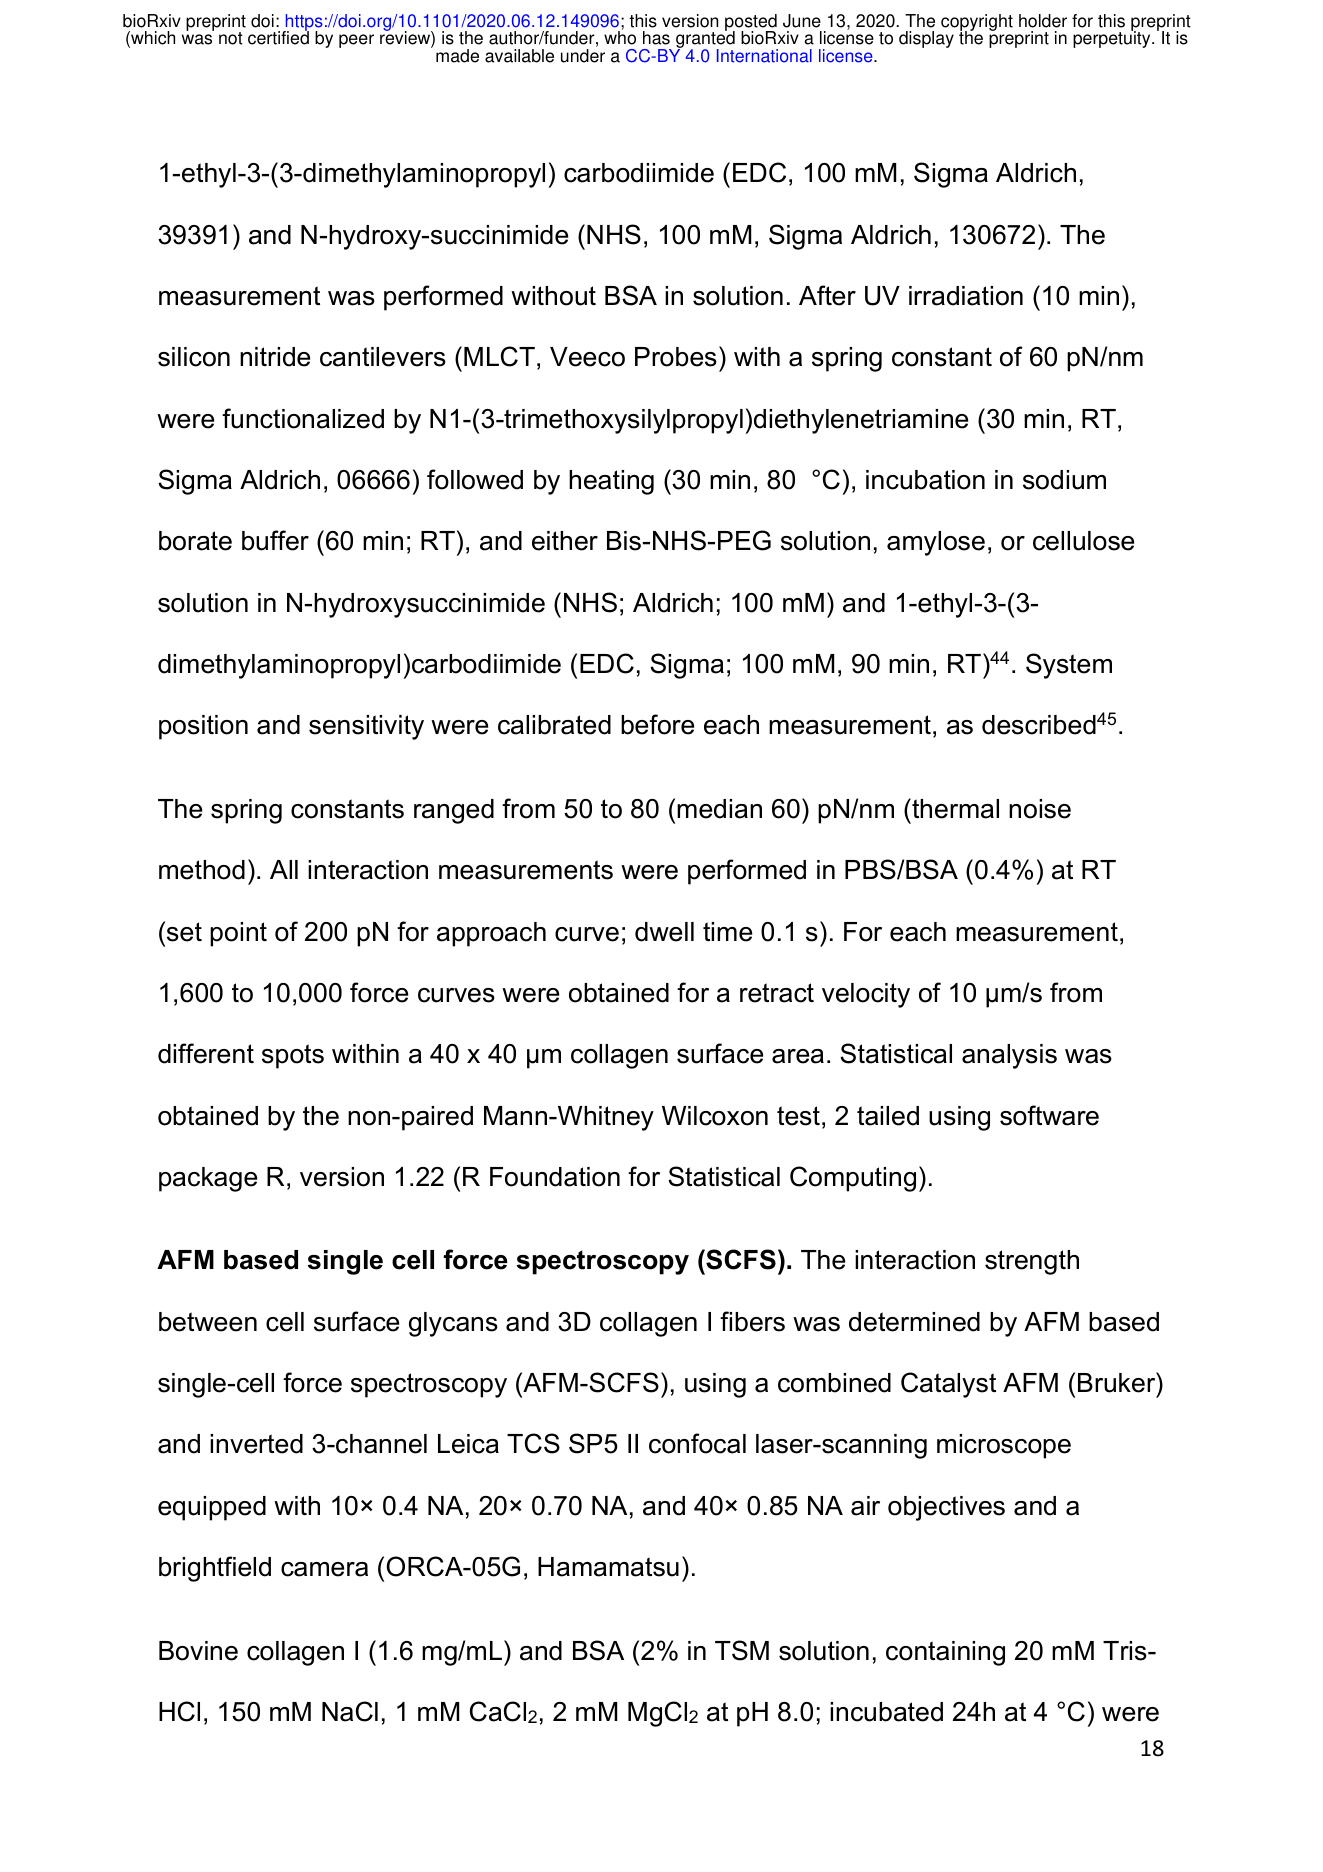 bioRxiv preprint doi: https://doi.org/10.1101/2020.06.12.149096; this version posted June 13, 2020. The copyright holder for this preprint
(which was not certified by peer review) is the author/funder, who has granted bioRxiv a license to display the preprint in perpetuity. It is
made available under a CC-BY 4.0 International license.
1-ethyl-3-(3-dimethylaminopropyl) carbodiimide (EDC, 100 mM, Sigma Aldrich,
39391) and N-hydroxy-succinimide (NHS, 100 mM, Sigma Aldrich, 130672). The
measurement was performed without BSA in solution. After UV irradiation (10 min),
silicon nitride cantilevers (MLCT, Veeco Probes) with a spring constant of 60 pN/nm
were functionalized by N1-(3-trimethoxysilylpropyl)diethylenetriamine (30 min, RT,
Sigma Aldrich, 06666) followed by heating (30 min, 80  °C), incubation in sodium
borate buffer (60 min; RT), and either Bis-NHS-PEG solution, amylose, or cellulose
solution in N-hydroxysuccinimide (NHS; Aldrich; 100 mM) and 1-ethyl-3-(3-
dimethylaminopropyl)carbodiimide (EDC, Sigma; 100 mM, 90 min, RT)⁴⁴. System
position and sensitivity were calibrated before each measurement, as described⁴⁵.
The spring constants ranged from 50 to 80 (median 60) pN/nm (thermal noise
method). All interaction measurements were performed in PBS/BSA (0.4%) at RT
(set point of 200 pN for approach curve; dwell time 0.1 s). For each measurement,
1,600 to 10,000 force curves were obtained for a retract velocity of 10 µm/s from
different spots within a 40 x 40 µm collagen surface area. Statistical analysis was
obtained by the non-paired Mann-Whitney Wilcoxon test, 2 tailed using software
package R, version 1.22 (R Foundation for Statistical Computing).
AFM based single cell force spectroscopy (SCFS). The interaction strength
between cell surface glycans and 3D collagen I fibers was determined by AFM based
single-cell force spectroscopy (AFM-SCFS), using a combined Catalyst AFM (Bruker)
and inverted 3-channel Leica TCS SP5 II confocal laser-scanning microscope
equipped with 10× 0.4 NA, 20× 0.70 NA, and 40× 0.85 NA air objectives and a
brightfield camera (ORCA-05G, Hamamatsu).
Bovine collagen I (1.6 mg/mL) and BSA (2% in TSM solution, containing 20 mM Tris-
HCl, 150 mM NaCl, 1 mM CaCl₂, 2 mM MgCl₂ at pH 8.0; incubated 24h at 4 °C) were
18